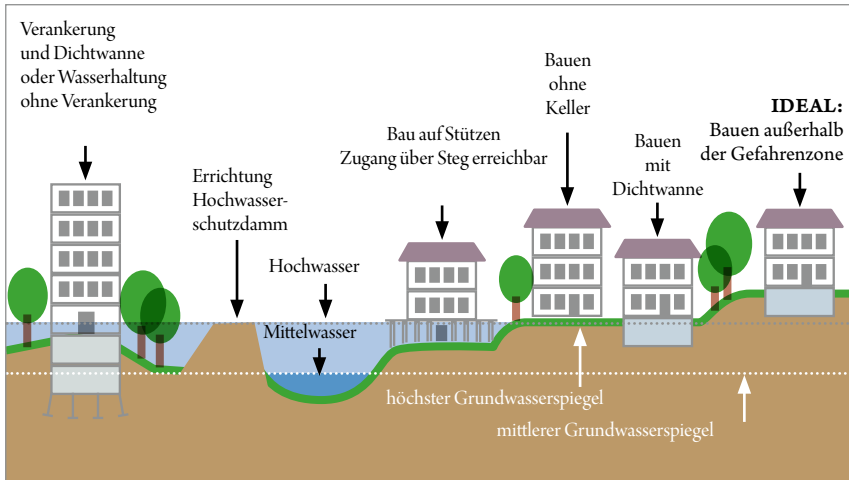 Verankerung
und Dichtwanne
oder Wasserhaltung
ohne Verankerung
Errichtung
Hochwasser-
schutzdamm
Hochwasser
Mittelwasser
Bau auf Stützen
Zugang über Steg erreichbar
Bauen
ohne
Keller
Bauen
mit
Dichtwanne
IDEAL:
Bauen außerhalb
der Gefahrenzone
höchster Grundwasserspiegel
mittlerer Grundwasserspiegel